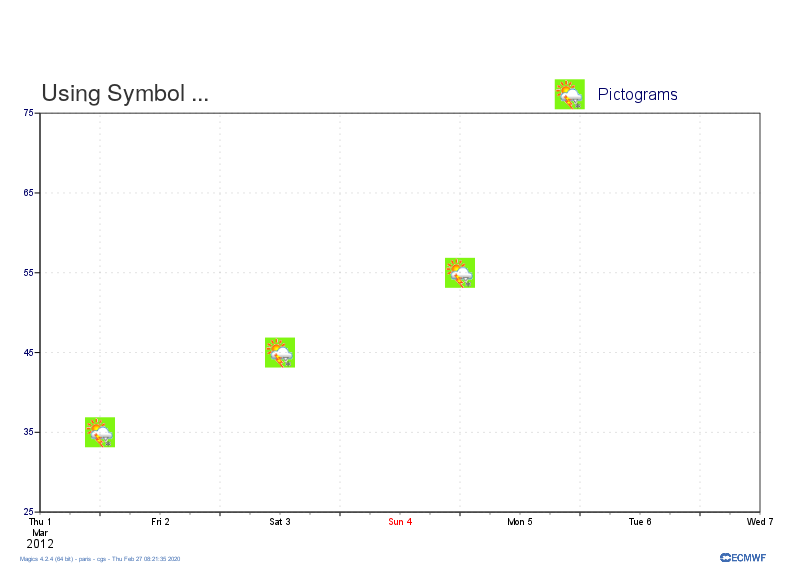 Using Symbol ...
Pictograms
75
65
55
45
35
25
Thu 1 Fri 2 Sat 3 Sun 4 Mon 5 Tue 6 Wed 7
Mar
2012
Magics 4.2.4 (64 bit) - paris - cgs - Thu Feb 27 08:21:35 2020
ECMWF